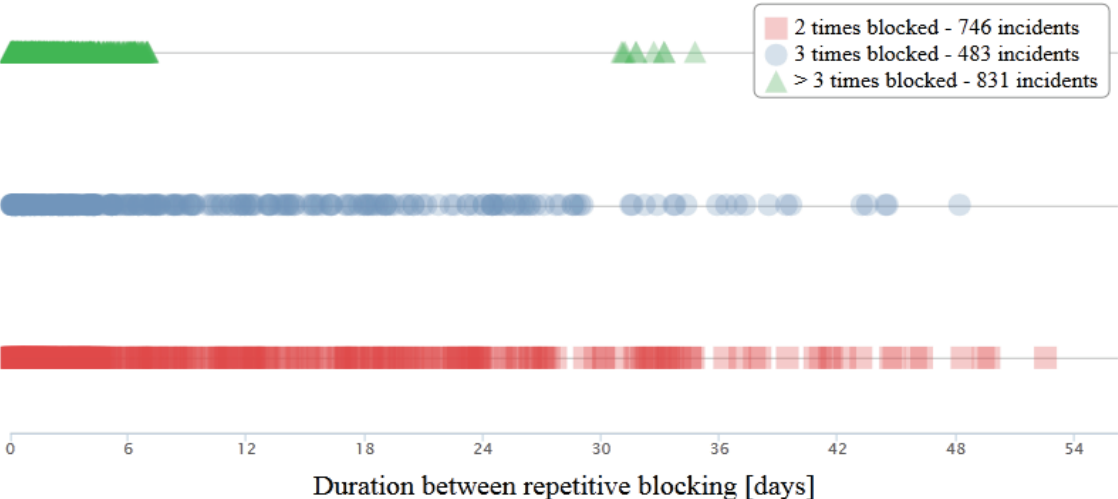 2 times blocked - 746 incidents
3 times blocked - 483 incidents
> 3 times blocked - 831 incidents
0 6 12 18 24 30 36 42 48 54
Duration between repetitive blocking [days]